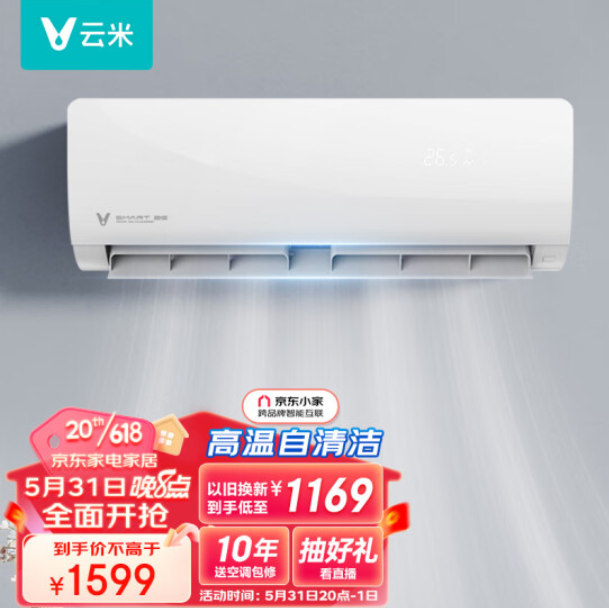 云米
26.5
SMART
京东小家
跨品牌智能互联
20th/618
高温自清洁
京东家电家居
5月31日晚8点
全面开抢
以旧换新
到手低至
¥1169
到手价不高于
¥1599
10年
送空调包修
抽好礼
看直播
活动时间：5月31日20点-1日